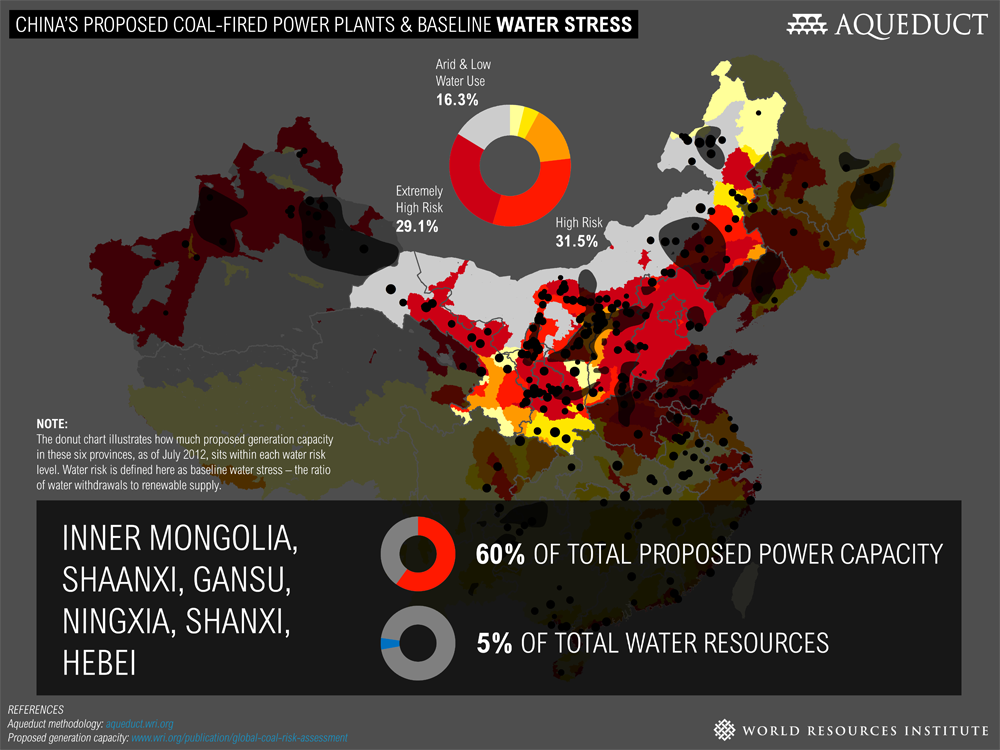 CHINA'S PROPOSED COAL-FIRED POWER PLANTS & BASELINE WATER STRESS
AQUEDUCT
Arid & Low
Water Use
16.3%
Extremely
High Risk
29.1%
High Risk
31.5%
NOTE:
The donut chart illustrates how much proposed generation capacity
in these six provinces, as of July 2012, sits within each water risk
level. Water risk is defined here as baseline water stress – the ratio
of water withdrawals to renewable supply.
INNER MONGOLIA,
SHAANXI, GANSU,
NINGXIA, SHANXI,
HEBEI
60% OF TOTAL PROPOSED POWER CAPACITY
5% OF TOTAL WATER RESOURCES
REFERENCES
Aqueduct methodology: aqueduct.wri.org
Proposed generation capacity: www.wri.org/publication/global-coal-risk-assessment
WORLD RESOURCES INSTITUTE